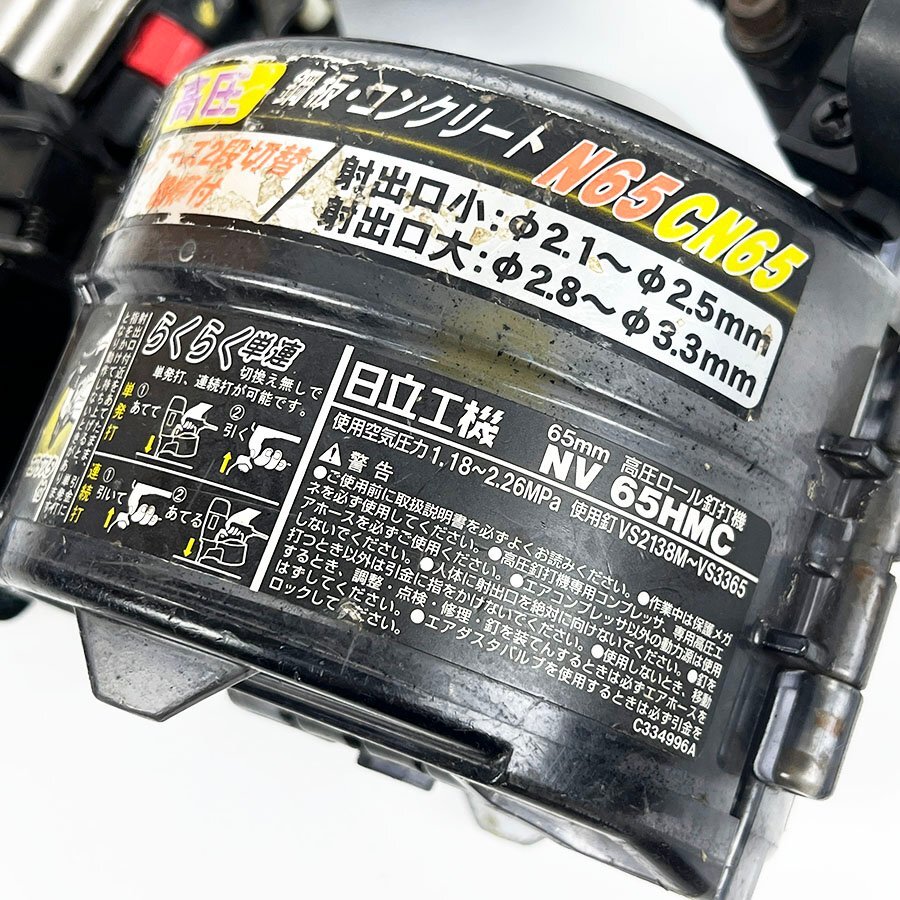 高圧 鋼板・コンクリート N65 CN65
2段切替
付
射出口小:φ2.1〜φ2.5mm
射出口大:φ2.8〜φ3.3mm
らくらく単連
切換え無しで
単発打、連続打が可能です。
単発打
①
あてて
②
引く
連続打
①
引いて
②
あてる
日立工機
65mm 高圧ロール釘打機
NV 65HMC
使用空気圧力 1.18~2.26MPa 使用釘VS2138M~VS3365
⚠警告
●ご使用前に取扱説明書を必ずよくお読みください。●作業中は保護メガ
ネを必ず使用してください。●高圧釘打機専用コンプレッサ、専用高圧エ
アホースを必ずご使用ください。●エアコンプレッサ以外の動力源は使用
しないでください。●人体に射出口を絶対に向けないでください。●釘を
打つとき以外は引金に指をかけないでください。●使用しないとき、移動
するとき、調整・点検・修理・釘を装てんするときは必ずエアホースを
はずしてください。●エアダスタバルブを使用するときは必ず引金を
ロックしてください。
C334996A